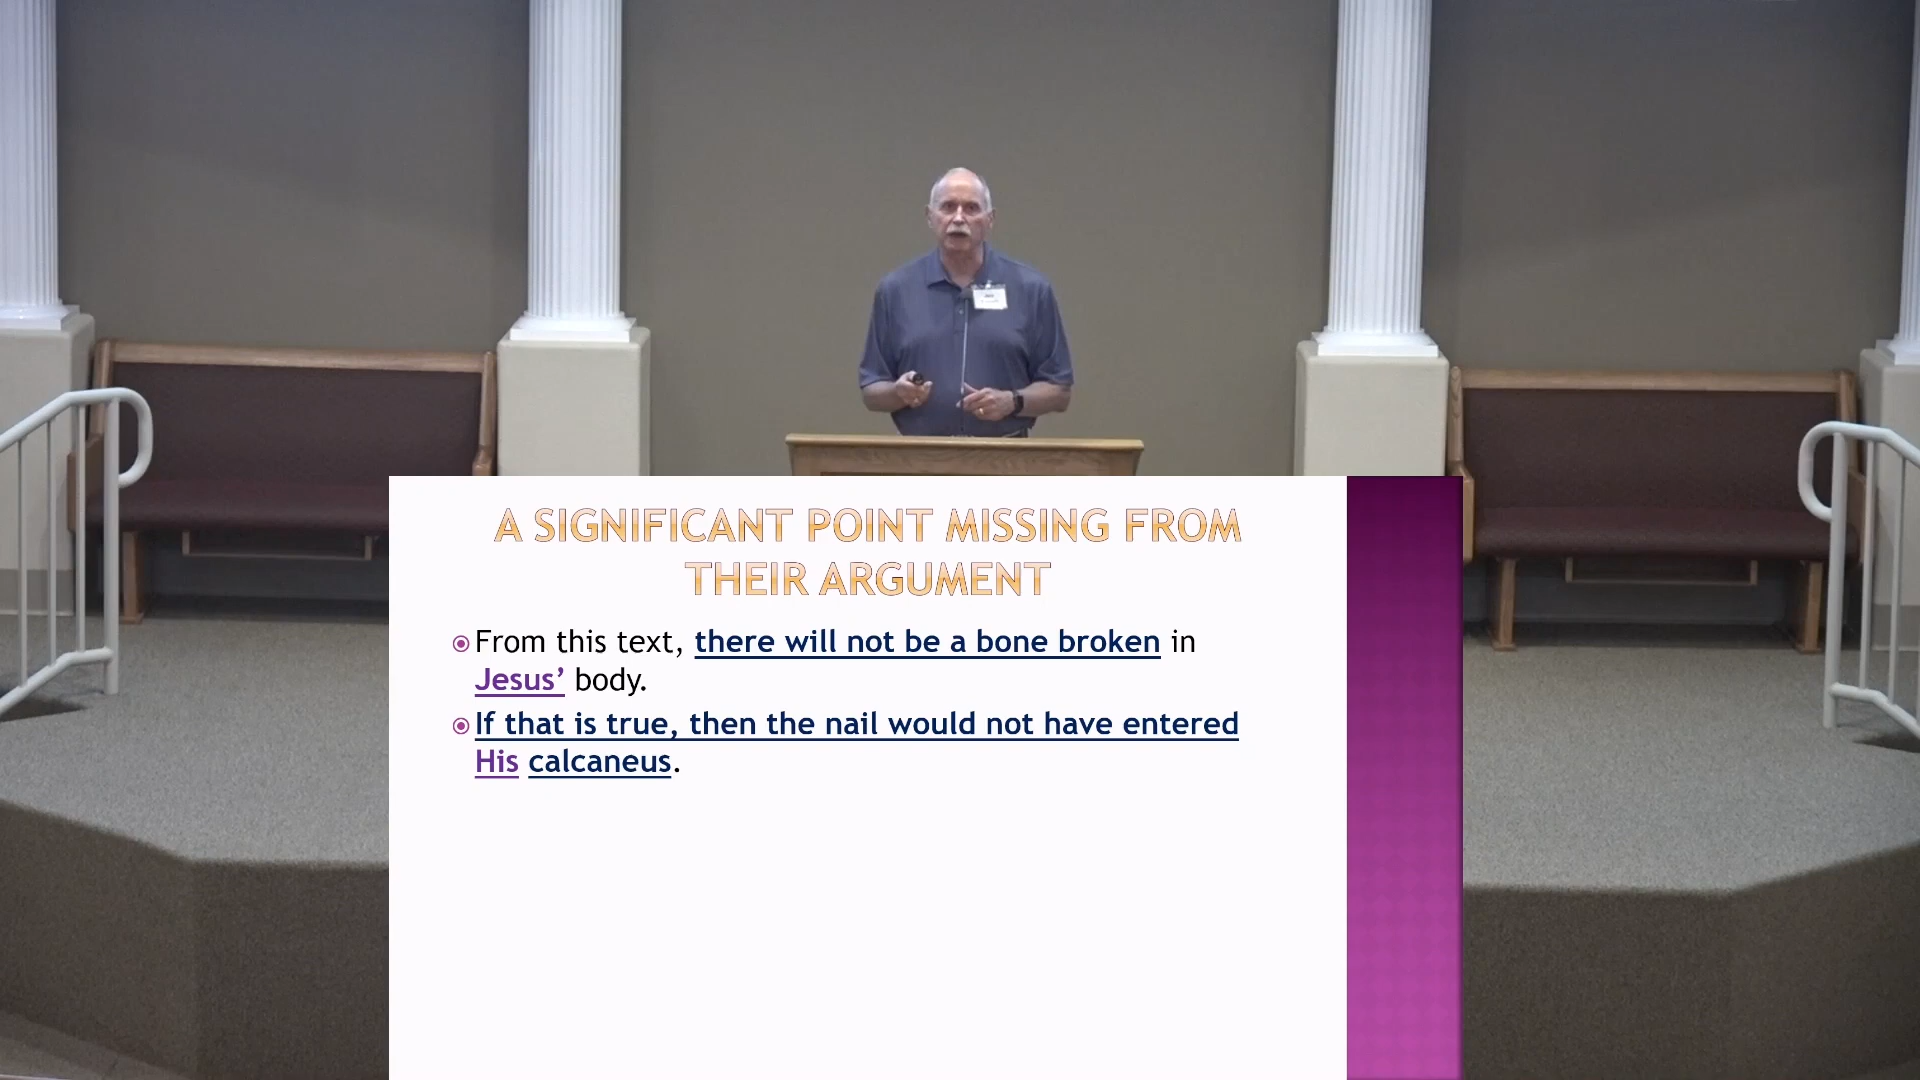 A SIGNIFICANT POINT MISSING FROM
THEIR ARGUMENT
From this text, there will not be a bone broken in
Jesus’ body.
If that is true, then the nail would not have entered
His calcaneus.